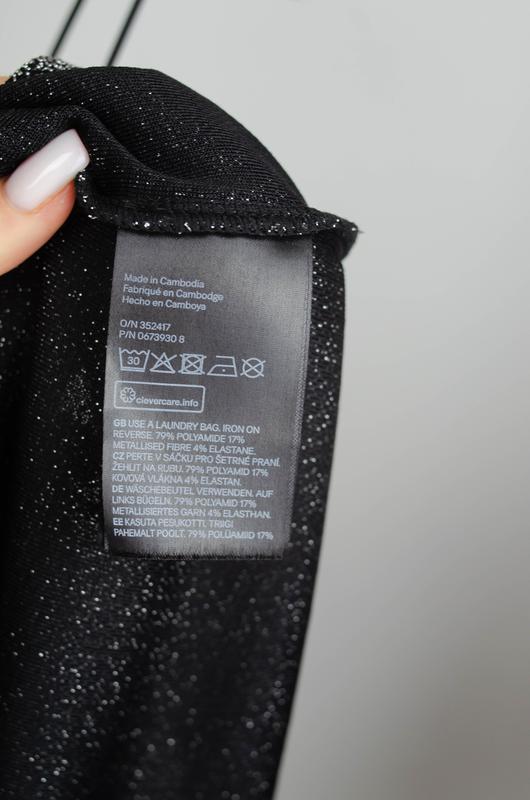 Made in Cambodia
Fabriqué en Cambodge
Hecho en Camboya
O/N 352417
P/N 0673930 8
30
clevercare.info
GB USE A LAUNDRY BAG. IRON ON
REVERSE. 79% POLYAMIDE 17%
METALLISED FIBRE 4% ELASTANE.
CZ PERTE V SÁČKU PRO ŠETRNÉ PRANÍ.
ŽEHLIT NA RUBU. 79% POLYAMID 17%
KOVOVÁ VLÁKNA 4% ELASTAN.
DE WÄSCHEBEUTEL VERWENDEN. AUF
LINKS BÜGELN. 79% POLYAMID 17%
METALLISIERTES GARN 4% ELASTHAN.
EE KASUTA PESUKOTTI. TRIIGI
PAHEMALT POOLT. 79% POLÜAMIID 17%